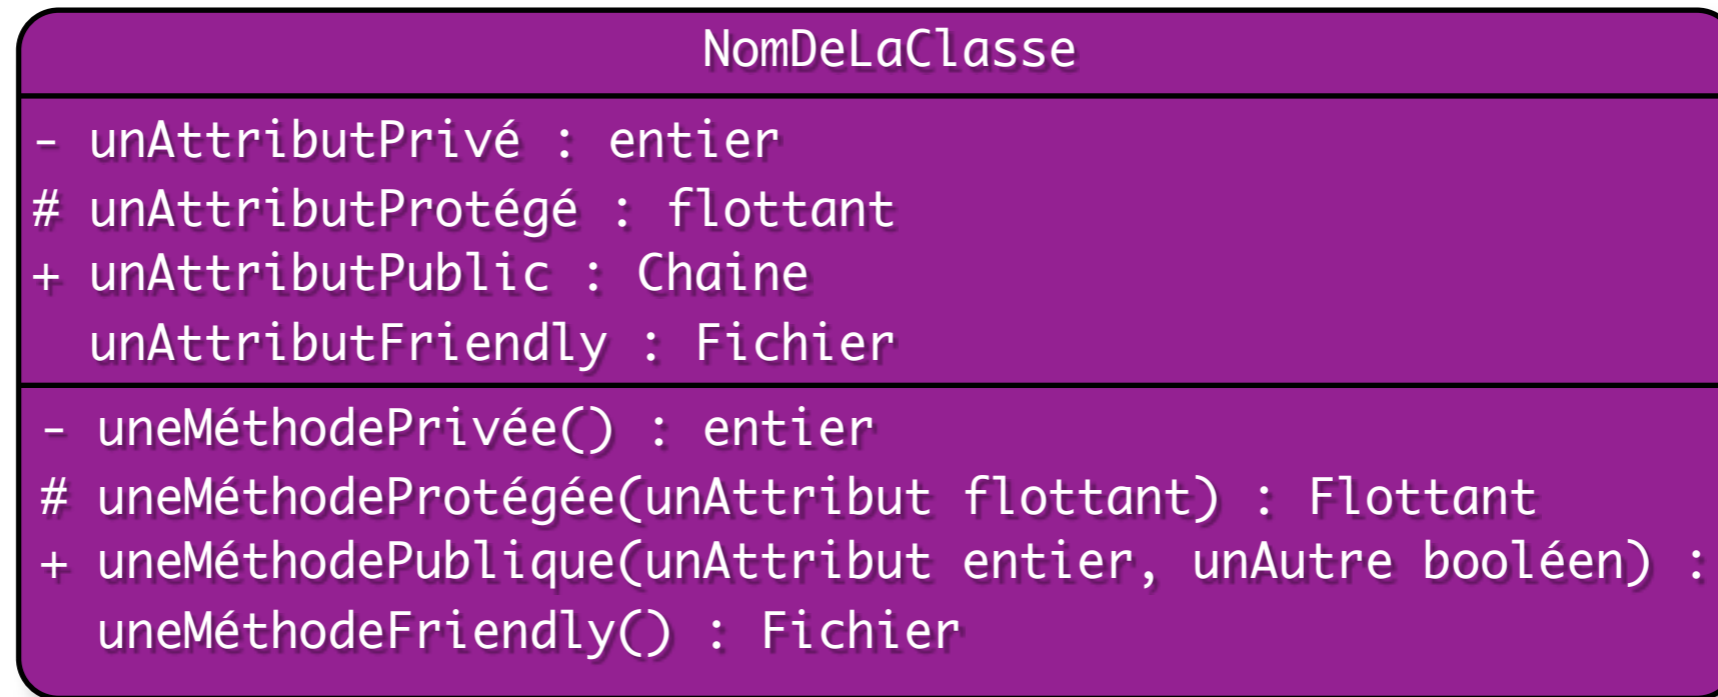 NomDeLaClasse
- unAttributPrivé : entier
# unAttributProtégé : flottant
+ unAttributPublic : Chaine
unAttributFriendly : Fichier
- uneMéthodePrivée() : entier
# uneMéthodeProtégée(unAttribut flottant) : Flottant
+ uneMéthodePublique(unAttribut entier, unAutre booléen) :
uneMéthodeFriendly() : Fichier